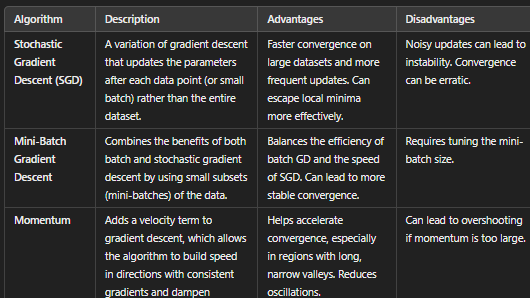 Algorithm Description Advantages Disadvantages
Stochastic Gradient Descent (SGD)
A variation of gradient descent
that updates the parameters
after each data point (or small
batch) rather than the entire
dataset.
Faster convergence on
large datasets and more
frequent updates. Can
escape local minima
more effectively.
Noisy updates can lead to
instability. Convergence
can be erratic.
Mini-Batch
Gradient
Descent
Combines the benefits of both
batch and stochastic gradient
descent by using small subsets
(mini-batches) of the data.
Balances the efficiency of
batch GD and the speed
of SGD. Can lead to more
stable convergence.
Requires tuning the mini-
batch size.
Momentum
Adds a velocity term to
gradient descent, which allows
the algorithm to build speed
in directions with consistent
gradients and dampen
Helps accelerate
convergence, especially
in regions with long,
narrow valleys. Reduces
oscillations.
Can lead to overshooting
if momentum is too large.